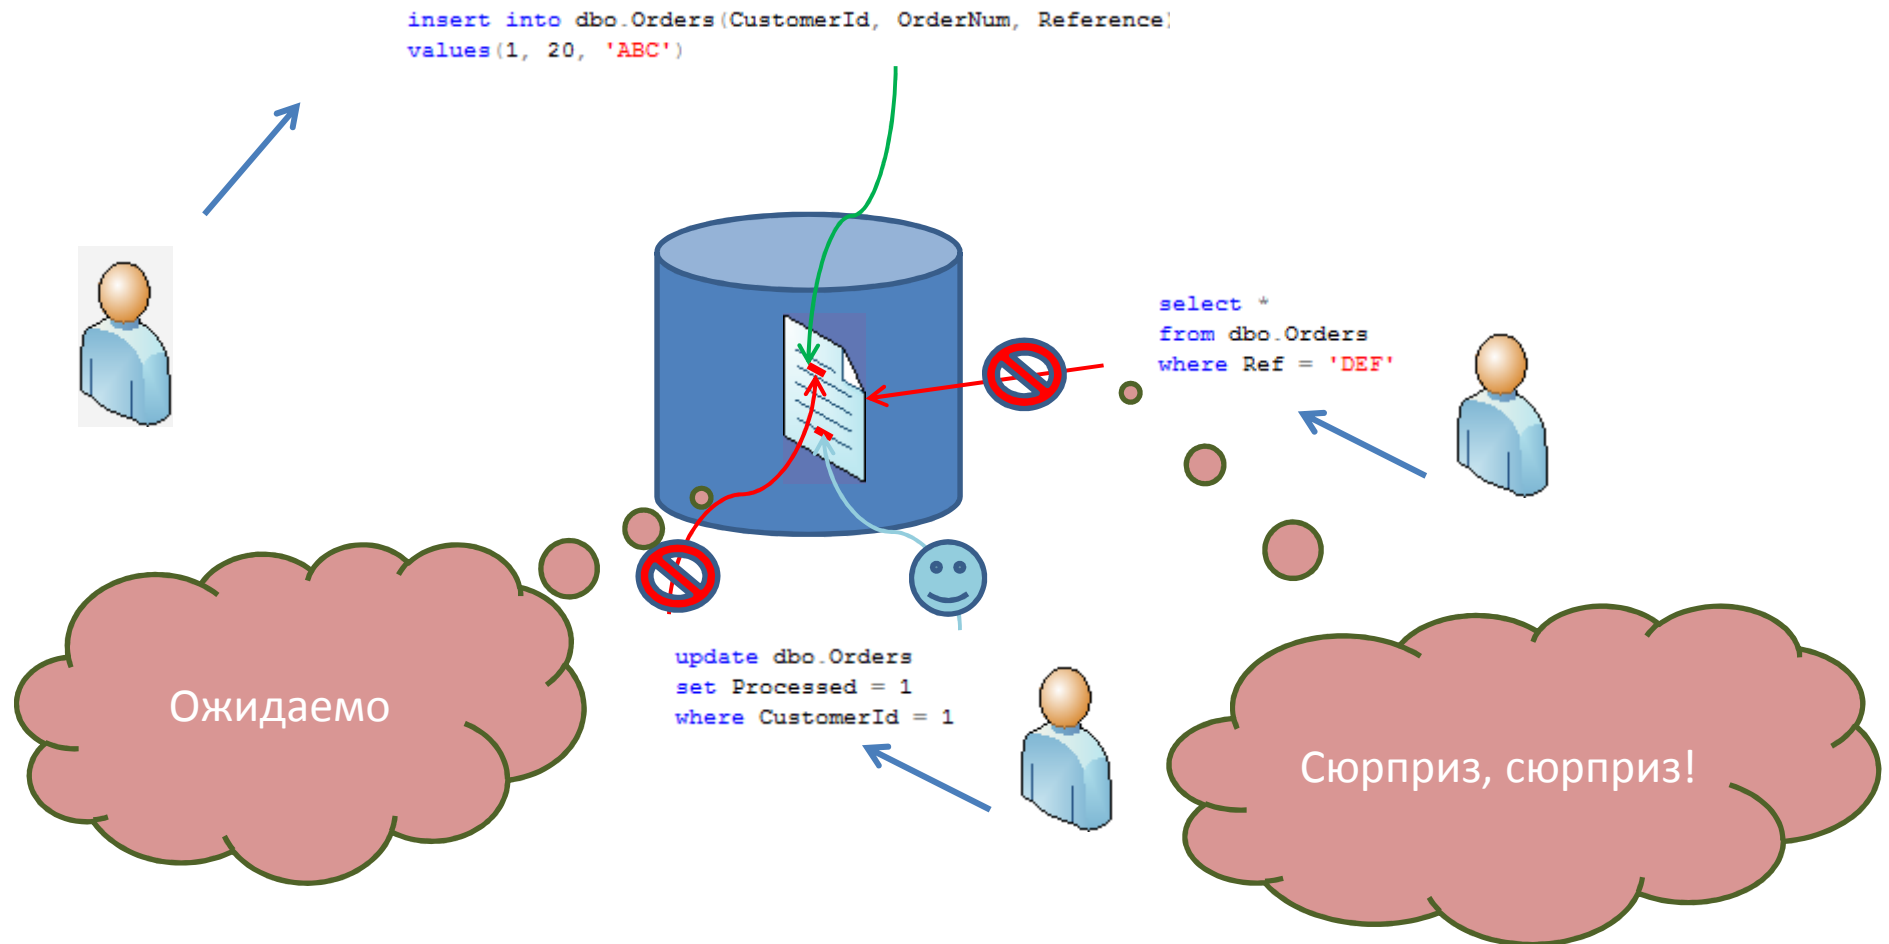 insert into dbo.Orders(CustomerId, OrderNum, Reference)
values(1, 20, 'ABC')
select *
from dbo.Orders
where Ref = 'DEF'
Ожидаемо
update dbo.Orders
set Processed = 1
where CustomerId = 1
Сюрприз, сюрприз!